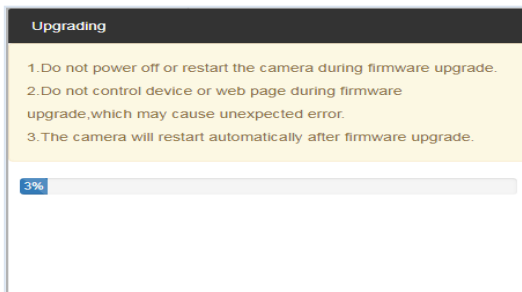 Upgrading
1.Do not power off or restart the camera during firmware upgrade.
2.Do not control device or web page during firmware
upgrade,which may cause unexpected error.
3.The camera will restart automatically after firmware upgrade.
3%